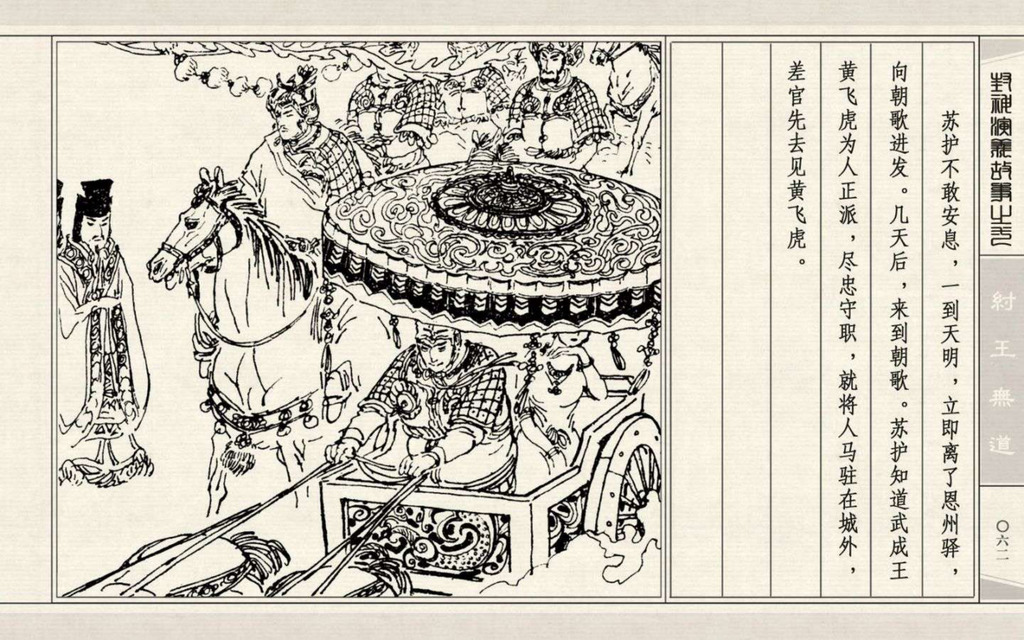 苏护不敢安息，一到天明，立即离了恩州驿，
向朝歌进发。几天后，来到朝歌。苏护知道武成王
黄飞虎为人正派，尽忠守职，就将人马驻在城外，
差官先去见黄飞虎。
封神演义故事之一
紂王無道
〇六二